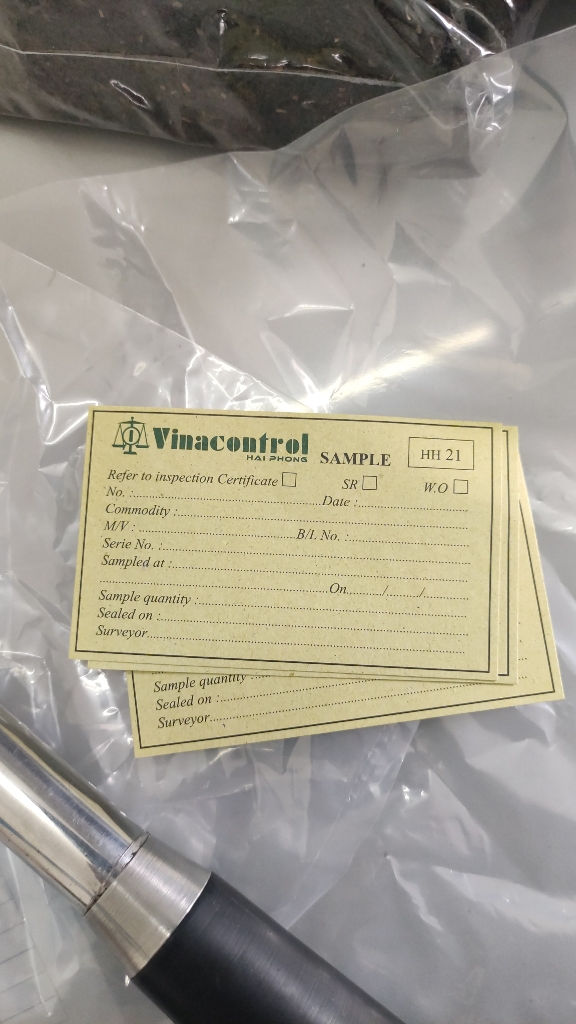 Vinacontrol
HAI PHONG
SAMPLE
HH 21
Refer to inspection Certificate SR W.O
No. : Date :
Commodity :
M/V : B/L No. :
Serie No. :
Sampled at :
On / /
Sample quantity :
Sealed on :
Surveyor
Sample quantity
Sealed on :
Surveyor